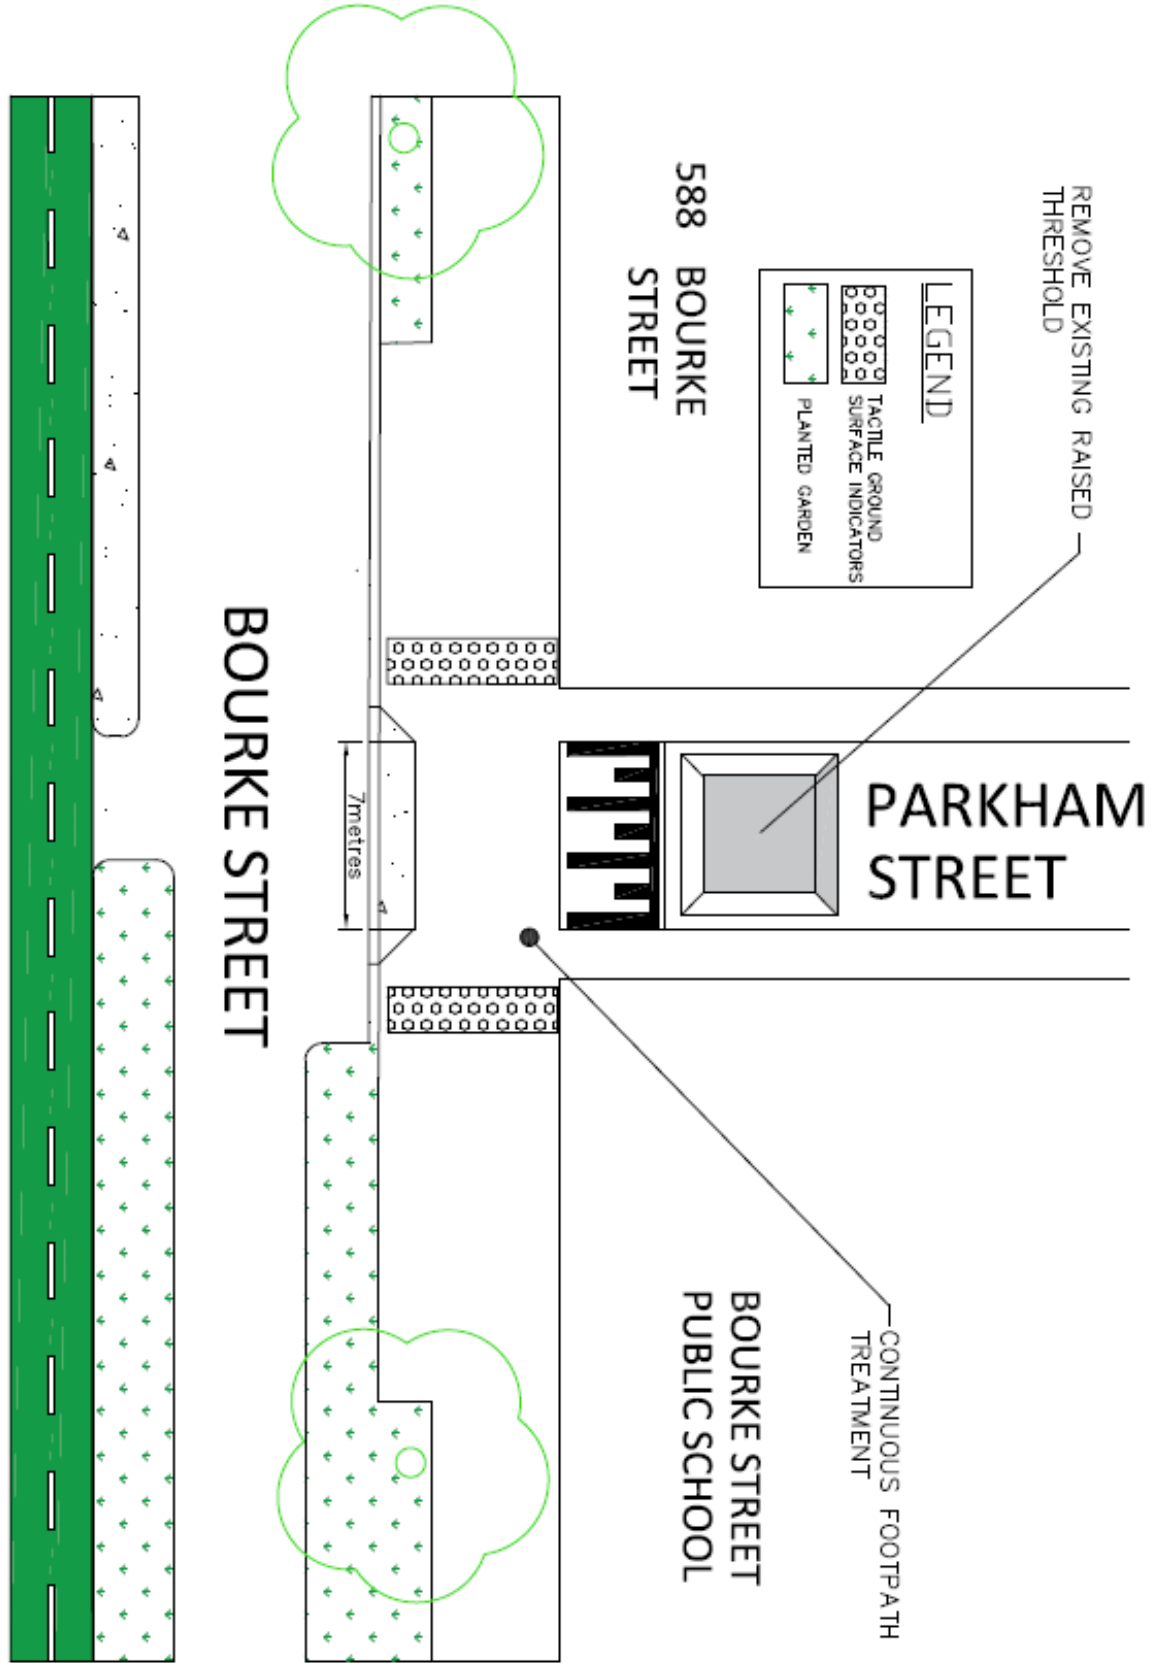 REMOVE EXISTING RAISED
THRESHOLD
LEGEND
TACTILE GROUND
SURFACE INDICATORS
PLANTED GARDEN
588 BOURKE
STREET
PARKHAM
STREET
7metres
BOURKE STREET
CONTINUOUS FOOTPATH
TREATMENT
BOURKE STREET
PUBLIC SCHOOL